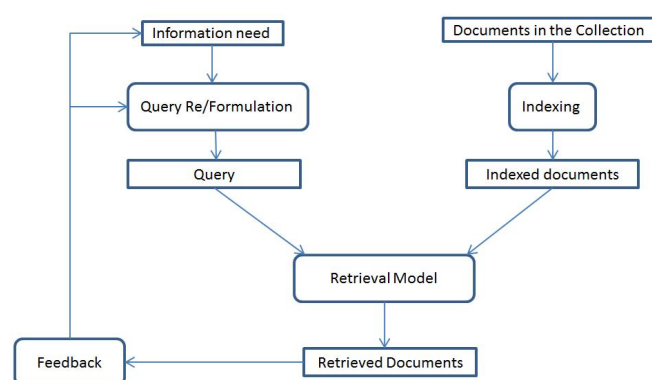 Information need
Documents in the Collection
Query Re/Formulation
Indexing
Query
Indexed documents
Retrieval Model
Feedback
Retrieved Documents